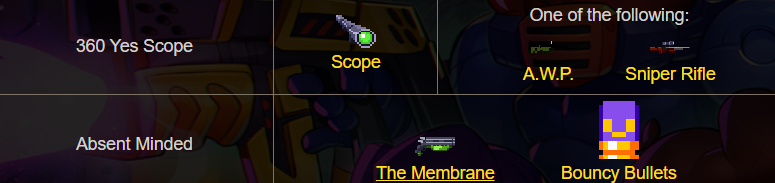 One of the following:
360 Yes Scope
Scope
A.W.P.
Sniper Rifle
Absent Minded
The Membrane
Bouncy Bullets